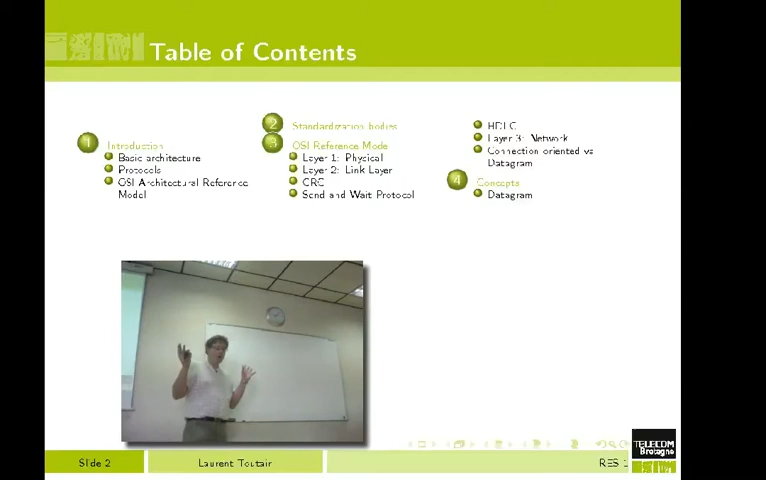 Table of Contents
1
Introduction
Basic architecture
Protocols
OSI Architectural Reference
Model
2
Standardization bodies
3
OSI Reference Mode
Layer 1: Physical
Layer 2: Link Layer
CRC
Send and Wait Protocol
HDLC
Layer 3: Network
Connection oriented vs
Datagram
4
Concepts
Datagram
TELECOM
Bretagne
Slide 2
Laurent Toutain
RES 1